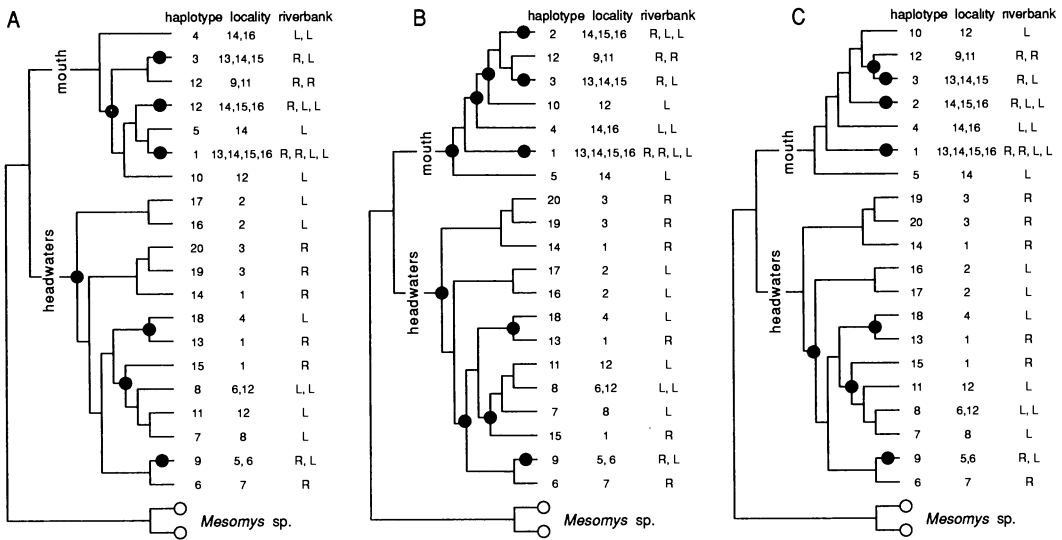 A
haplotype locality riverbank
4 14,16 L, L
3 13,14,15 R, L
12 9,11 R, R
12 14,15,16 R, L, L
5 14 L
1 13,14,15,16 R, R, L, L
10 12 L
17 2 L
16 2 L
20 3 R
19 3 R
14 1 R
18 4 L
13 1 R
15 1 R
8 6,12 L, L
11 12 L
7 8 L
9 5, 6 R, L
6 7 R
mouth
headwaters
Mesomys sp.
B
haplotype locality riverbank
2 14,15,16 R, L, L
12 9,11 R, R
3 13,14,15 R, L
10 12 L
4 14,16 L, L
1 13,14,15,16 R, R, L, L
5 14 L
20 3 R
19 3 R
14 1 R
17 2 L
16 2 L
18 4 L
13 1 R
11 12 L
8 6,12 L, L
7 8 L
15 1 R
9 5, 6 R, L
6 7 R
mouth
headwaters
Mesomys sp.
C
haplotype locality riverbank
10 12 L
12 9,11 R, R
3 13,14,15 R, L
2 14,15,16 R, L, L
4 14,16 L, L
1 13,14,15,16 R, R, L, L
5 14 L
19 3 R
20 3 R
14 1 R
16 2 L
17 2 L
18 4 L
13 1 R
15 1 R
11 12 L
8 6,12 L, L
7 8 L
9 5,6 R, L
6 7 R
mouth
headwaters
Mesomys sp.